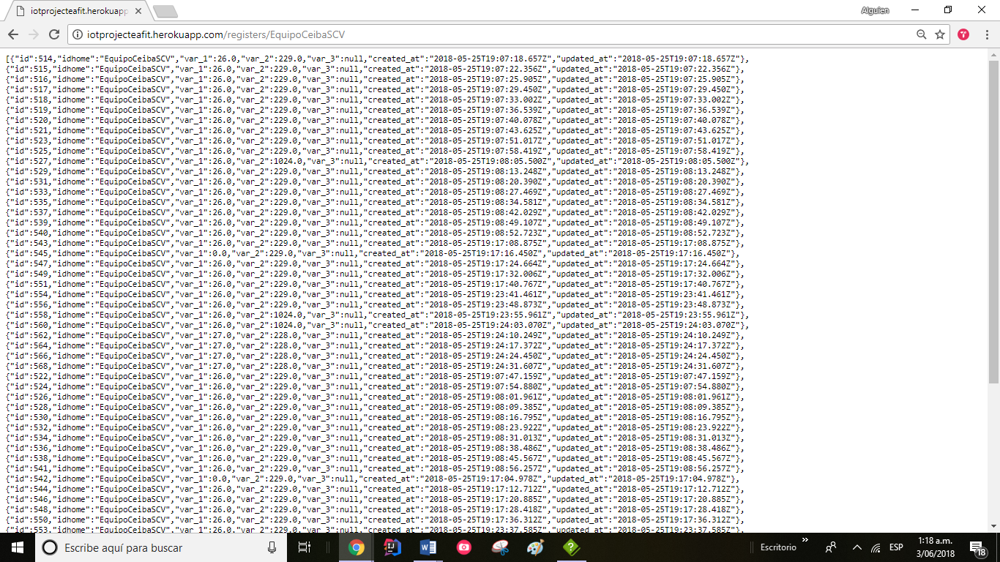 iotprojecteafit.herokuapp
Alguien
iotprojecteafit.herokuapp.com/registers/EquipoCeibaSCV
[{"id":514,"idhome":"EquipoCeibaSCV","var_1":26.0,"var_2":229.0,"var_3":null,"created_at":"2018-05-25T19:07:18.657Z","updated_at":"2018-05-25T19:07:18.657Z"},
{"id":515,"idhome":"EquipoCeibaSCV","var_1":26.0,"var_2":229.0,"var_3":null,"created_at":"2018-05-25T19:07:22.356Z","updated_at":"2018-05-25T19:07:22.356Z"},
{"id":516,"idhome":"EquipoCeibaSCV","var_1":26.0,"var_2":229.0,"var_3":null,"created_at":"2018-05-25T19:07:25.905Z","updated_at":"2018-05-25T19:07:25.905Z"},
{"id":517,"idhome":"EquipoCeibaSCV","var_1":26.0,"var_2":229.0,"var_3":null,"created_at":"2018-05-25T19:07:29.450Z","updated_at":"2018-05-25T19:07:29.450Z"},
{"id":518,"idhome":"EquipoCeibaSCV","var_1":26.0,"var_2":229.0,"var_3":null,"created_at":"2018-05-25T19:07:33.002Z","updated_at":"2018-05-25T19:07:33.002Z"},
{"id":519,"idhome":"EquipoCeibaSCV","var_1":26.0,"var_2":229.0,"var_3":null,"created_at":"2018-05-25T19:07:36.539Z","updated_at":"2018-05-25T19:07:36.539Z"},
{"id":520,"idhome":"EquipoCeibaSCV","var_1":26.0,"var_2":229.0,"var_3":null,"created_at":"2018-05-25T19:07:40.078Z","updated_at":"2018-05-25T19:07:40.078Z"},
{"id":521,"idhome":"EquipoCeibaSCV","var_1":26.0,"var_2":229.0,"var_3":null,"created_at":"2018-05-25T19:07:43.625Z","updated_at":"2018-05-25T19:07:43.625Z"},
{"id":523,"idhome":"EquipoCeibaSCV","var_1":26.0,"var_2":229.0,"var_3":null,"created_at":"2018-05-25T19:07:51.017Z","updated_at":"2018-05-25T19:07:51.017Z"},
{"id":525,"idhome":"EquipoCeibaSCV","var_1":26.0,"var_2":229.0,"var_3":null,"created_at":"2018-05-25T19:07:58.419Z","updated_at":"2018-05-25T19:07:58.419Z"},
{"id":527,"idhome":"EquipoCeibaSCV","var_1":26.0,"var_2":1024.0,"var_3":null,"created_at":"2018-05-25T19:08:05.500Z","updated_at":"2018-05-25T19:08:05.500Z"},
{"id":529,"idhome":"EquipoCeibaSCV","var_1":26.0,"var_2":229.0,"var_3":null,"created_at":"2018-05-25T19:08:13.248Z","updated_at":"2018-05-25T19:08:13.248Z"},
{"id":531,"idhome":"EquipoCeibaSCV","var_1":26.0,"var_2":229.0,"var_3":null,"created_at":"2018-05-25T19:08:20.390Z","updated_at":"2018-05-25T19:08:20.390Z"},
{"id":533,"idhome":"EquipoCeibaSCV","var_1":26.0,"var_2":229.0,"var_3":null,"created_at":"2018-05-25T19:08:27.469Z","updated_at":"2018-05-25T19:08:27.469Z"},
{"id":535,"idhome":"EquipoCeibaSCV","var_1":26.0,"var_2":229.0,"var_3":null,"created_at":"2018-05-25T19:08:34.581Z","updated_at":"2018-05-25T19:08:34.581Z"},
{"id":537,"idhome":"EquipoCeibaSCV","var_1":26.0,"var_2":229.0,"var_3":null,"created_at":"2018-05-25T19:08:42.029Z","updated_at":"2018-05-25T19:08:42.029Z"},
{"id":539,"idhome":"EquipoCeibaSCV","var_1":26.0,"var_2":229.0,"var_3":null,"created_at":"2018-05-25T19:08:49.107Z","updated_at":"2018-05-25T19:08:49.107Z"},
{"id":540,"idhome":"EquipoCeibaSCV","var_1":26.0,"var_2":229.0,"var_3":null,"created_at":"2018-05-25T19:08:52.723Z","updated_at":"2018-05-25T19:08:52.723Z"},
{"id":543,"idhome":"EquipoCeibaSCV","var_1":26.0,"var_2":229.0,"var_3":null,"created_at":"2018-05-25T19:17:08.875Z","updated_at":"2018-05-25T19:17:08.875Z"},
{"id":545,"idhome":"EquipoCeibaSCV","var_1":0.0,"var_2":229.0,"var_3":null,"created_at":"2018-05-25T19:17:16.450Z","updated_at":"2018-05-25T19:17:16.450Z"},
{"id":547,"idhome":"EquipoCeibaSCV","var_1":26.0,"var_2":229.0,"var_3":null,"created_at":"2018-05-25T19:17:24.664Z","updated_at":"2018-05-25T19:17:24.664Z"},
{"id":549,"idhome":"EquipoCeibaSCV","var_1":26.0,"var_2":229.0,"var_3":null,"created_at":"2018-05-25T19:17:32.006Z","updated_at":"2018-05-25T19:17:32.006Z"},
{"id":551,"idhome":"EquipoCeibaSCV","var_1":26.0,"var_2":229.0,"var_3":null,"created_at":"2018-05-25T19:17:40.767Z","updated_at":"2018-05-25T19:17:40.767Z"},
{"id":554,"idhome":"EquipoCeibaSCV","var_1":26.0,"var_2":229.0,"var_3":null,"created_at":"2018-05-25T19:23:41.461Z","updated_at":"2018-05-25T19:23:41.461Z"},
{"id":556,"idhome":"EquipoCeibaSCV","var_1":26.0,"var_2":229.0,"var_3":null,"created_at":"2018-05-25T19:23:48.873Z","updated_at":"2018-05-25T19:23:48.873Z"},
{"id":558,"idhome":"EquipoCeibaSCV","var_1":26.0,"var_2":1024.0,"var_3":null,"created_at":"2018-05-25T19:23:55.961Z","updated_at":"2018-05-25T19:23:55.961Z"},
{"id":560,"idhome":"EquipoCeibaSCV","var_1":26.0,"var_2":1024.0,"var_3":null,"created_at":"2018-05-25T19:24:03.070Z","updated_at":"2018-05-25T19:24:03.070Z"},
{"id":562,"idhome":"EquipoCeibaSCV","var_1":27.0,"var_2":228.0,"var_3":null,"created_at":"2018-05-25T19:24:10.249Z","updated_at":"2018-05-25T19:24:10.249Z"},
{"id":564,"idhome":"EquipoCeibaSCV","var_1":27.0,"var_2":228.0,"var_3":null,"created_at":"2018-05-25T19:24:17.372Z","updated_at":"2018-05-25T19:24:17.372Z"},
{"id":566,"idhome":"EquipoCeibaSCV","var_1":27.0,"var_2":228.0,"var_3":null,"created_at":"2018-05-25T19:24:24.450Z","updated_at":"2018-05-25T19:24:24.450Z"},
{"id":568,"idhome":"EquipoCeibaSCV","var_1":27.0,"var_2":228.0,"var_3":null,"created_at":"2018-05-25T19:24:31.607Z","updated_at":"2018-05-25T19:24:31.607Z"},
{"id":522,"idhome":"EquipoCeibaSCV","var_1":26.0,"var_2":229.0,"var_3":null,"created_at":"2018-05-25T19:07:47.159Z","updated_at":"2018-05-25T19:07:47.159Z"},
{"id":524,"idhome":"EquipoCeibaSCV","var_1":26.0,"var_2":229.0,"var_3":null,"created_at":"2018-05-25T19:07:54.880Z","updated_at":"2018-05-25T19:07:54.880Z"},
{"id":526,"idhome":"EquipoCeibaSCV","var_1":26.0,"var_2":229.0,"var_3":null,"created_at":"2018-05-25T19:08:01.961Z","updated_at":"2018-05-25T19:08:01.961Z"},
{"id":528,"idhome":"EquipoCeibaSCV","var_1":26.0,"var_2":229.0,"var_3":null,"created_at":"2018-05-25T19:08:09.385Z","updated_at":"2018-05-25T19:08:09.385Z"},
{"id":530,"idhome":"EquipoCeibaSCV","var_1":26.0,"var_2":229.0,"var_3":null,"created_at":"2018-05-25T19:08:16.795Z","updated_at":"2018-05-25T19:08:16.795Z"},
{"id":532,"idhome":"EquipoCeibaSCV","var_1":26.0,"var_2":229.0,"var_3":null,"created_at":"2018-05-25T19:08:23.922Z","updated_at":"2018-05-25T19:08:23.922Z"},
{"id":534,"idhome":"EquipoCeibaSCV","var_1":26.0,"var_2":229.0,"var_3":null,"created_at":"2018-05-25T19:08:31.013Z","updated_at":"2018-05-25T19:08:31.013Z"},
{"id":536,"idhome":"EquipoCeibaSCV","var_1":26.0,"var_2":229.0,"var_3":null,"created_at":"2018-05-25T19:08:38.486Z","updated_at":"2018-05-25T19:08:38.486Z"},
{"id":538,"idhome":"EquipoCeibaSCV","var_1":26.0,"var_2":229.0,"var_3":null,"created_at":"2018-05-25T19:08:45.567Z","updated_at":"2018-05-25T19:08:45.567Z"},
{"id":541,"idhome":"EquipoCeibaSCV","var_1":26.0,"var_2":229.0,"var_3":null,"created_at":"2018-05-25T19:08:56.257Z","updated_at":"2018-05-25T19:08:56.257Z"},
{"id":542,"idhome":"EquipoCeibaSCV","var_1":0.0,"var_2":229.0,"var_3":null,"created_at":"2018-05-25T19:17:04.978Z","updated_at":"2018-05-25T19:17:04.978Z"},
{"id":544,"idhome":"EquipoCeibaSCV","var_1":26.0,"var_2":229.0,"var_3":null,"created_at":"2018-05-25T19:17:12.712Z","updated_at":"2018-05-25T19:17:12.712Z"},
{"id":546,"idhome":"EquipoCeibaSCV","var_1":26.0,"var_2":229.0,"var_3":null,"created_at":"2018-05-25T19:17:20.885Z","updated_at":"2018-05-25T19:17:20.885Z"},
{"id":548,"idhome":"EquipoCeibaSCV","var_1":26.0,"var_2":229.0,"var_3":null,"created_at":"2018-05-25T19:17:28.418Z","updated_at":"2018-05-25T19:17:28.418Z"},
{"id":550,"idhome":"EquipoCeibaSCV","var_1":26.0,"var_2":229.0,"var_3":null,"created_at":"2018-05-25T19:17:36.312Z","updated_at":"2018-05-25T19:17:36.312Z"},
{"id":553,"idhome":"EquipoCeibaSCV","var_1":26.0,"var_2":229.0,"var_3":null,"created_at":"2018-05-25T19:23:37.585Z","updated_at":"2018-05-25T19:23:37.585Z"},
Escribe aquí para buscar
Escritorio
ESP
1:18 a.m.
3/06/2018
18